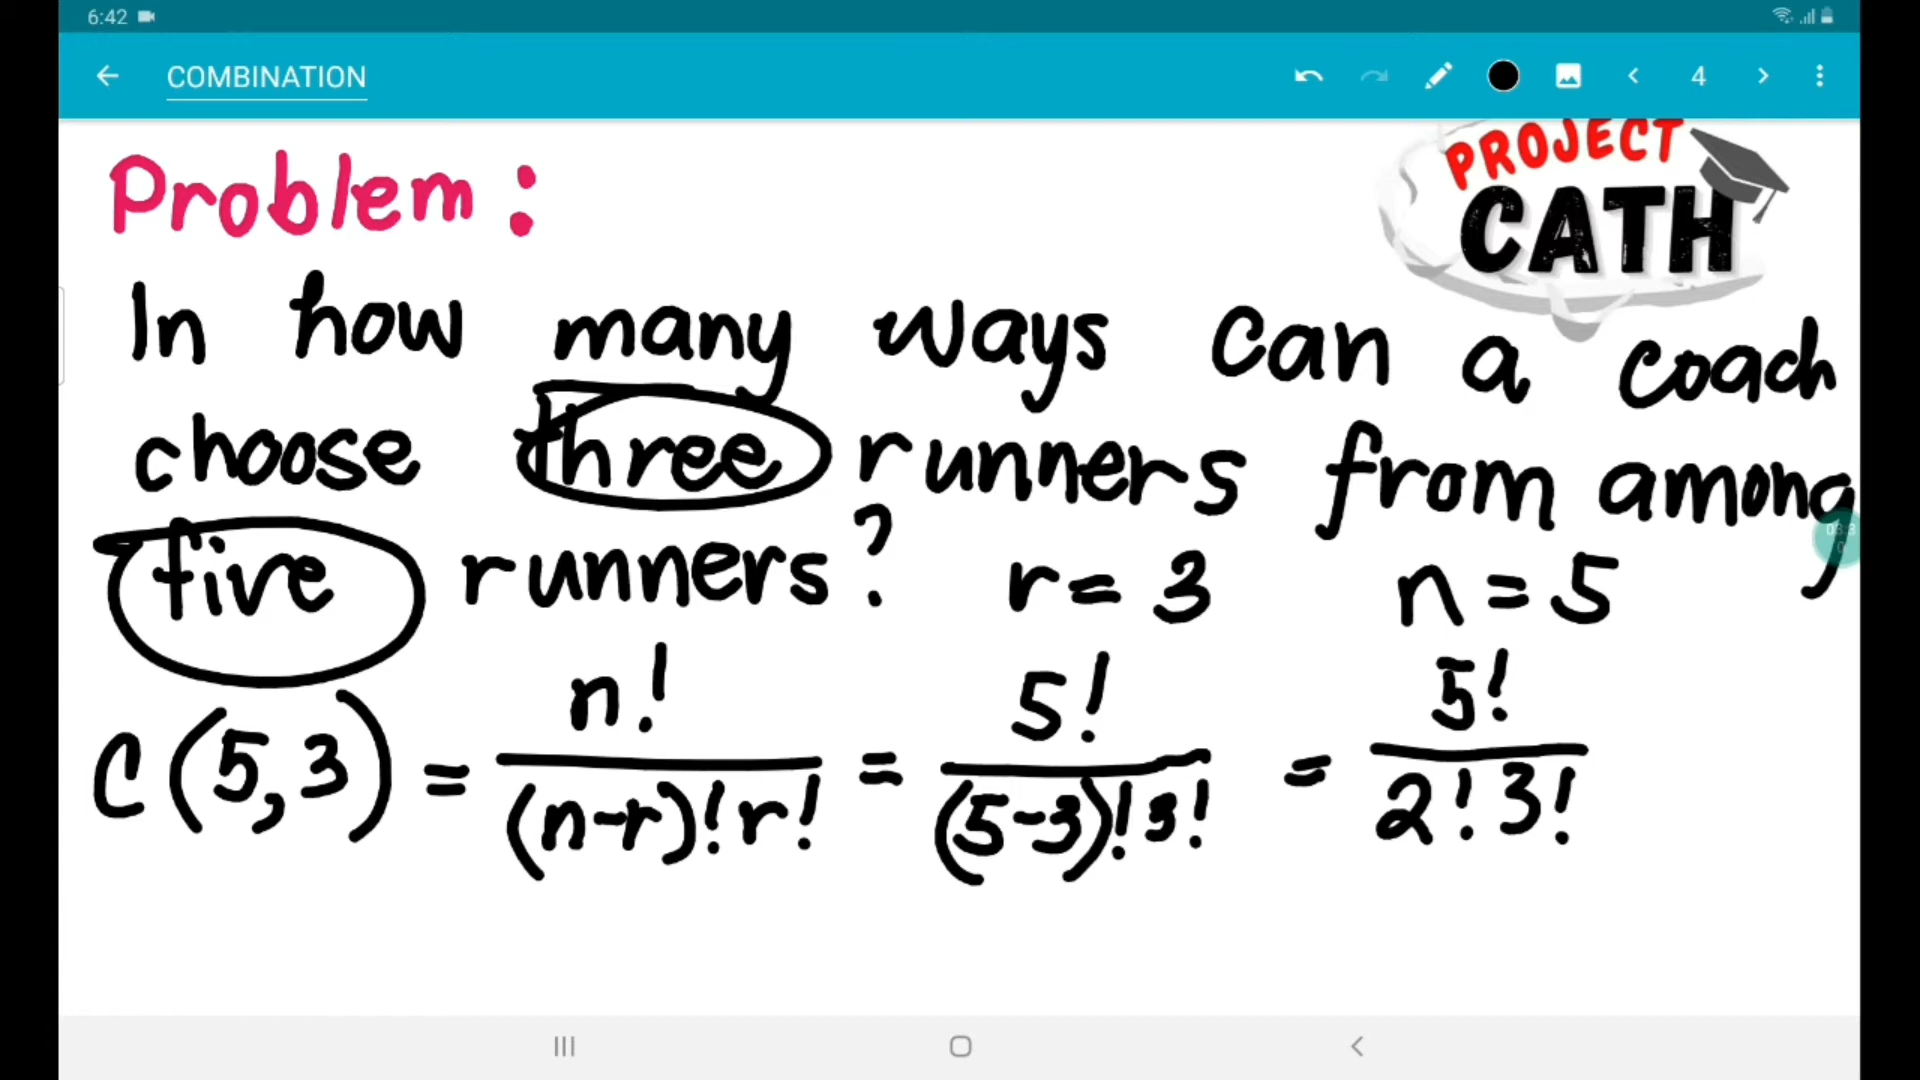 6:42
COMBINATION
4
PROJECT
CATH
Problem:
In how many ways can a coach
choose three runners from among
five runners? r = 3 n = 5
C(5,3) = n!/(n-r)!r! = 5!/(5-3)!3! = 5!/2!3!